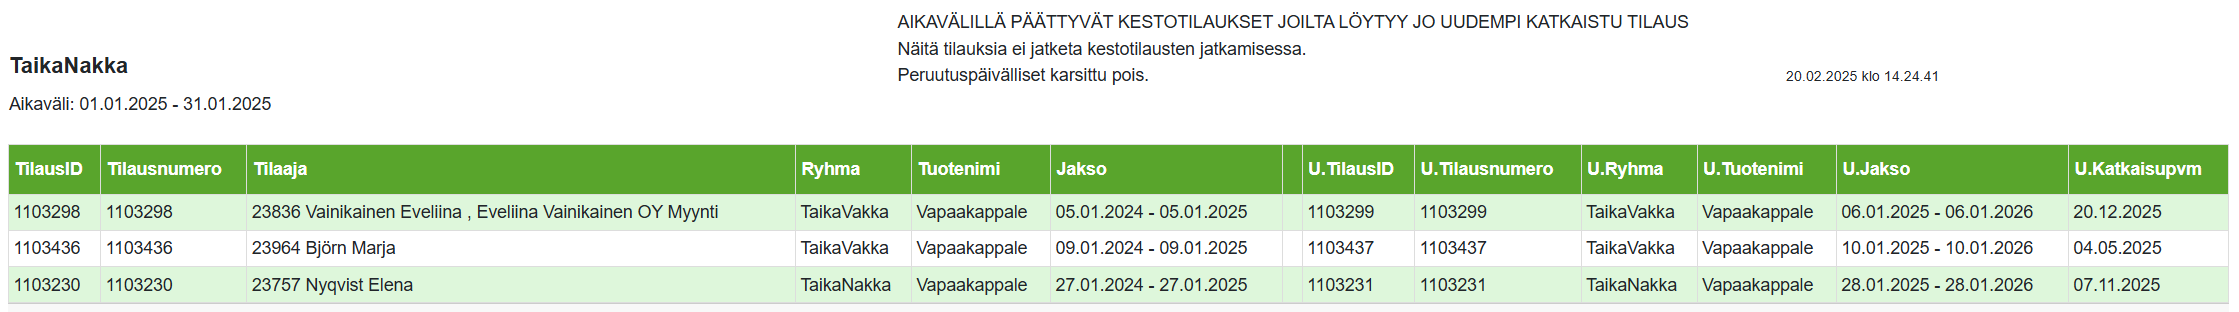 AIKAVÄLILLÄ PÄÄTTYVÄT KESTOTILAUKSET JOILTA LÖYTYY JO UUDEMPI KATKAISTU TILAUS
Näitä tilauksia ei jatketa kestotilausten jatkamisessa.
TaikaNakka
Peruutuspäivälliset karsittu pois.
20.02.2025 klo 14.24.41
Aikaväli: 01.01.2025 - 31.01.2025
TilausID Tilausnumero Tilaaja Ryhma Tuotenimi Jakso U.TilausID U.Tilausnumero U.Ryhma U.Tuotenimi U.Jakso U.Katkaisupvm
1103298 1103298 23836 Vainikainen Eveliina , Eveliina Vainikainen OY Myynti TaikaVakka Vapaakappale 05.01.2024 - 05.01.2025 1103299 1103299 TaikaVakka Vapaakappale 06.01.2025 - 06.01.2026 20.12.2025
1103436 1103436 23964 Björn Marja TaikaVakka Vapaakappale 09.01.2024 - 09.01.2025 1103437 1103437 TaikaVakka Vapaakappale 10.01.2025 - 10.01.2026 04.05.2025
1103230 1103230 23757 Nyqvist Elena TaikaNakka Vapaakappale 27.01.2024 - 27.01.2025 1103231 1103231 TaikaNakka Vapaakappale 28.01.2025 - 28.01.2026 07.11.2025